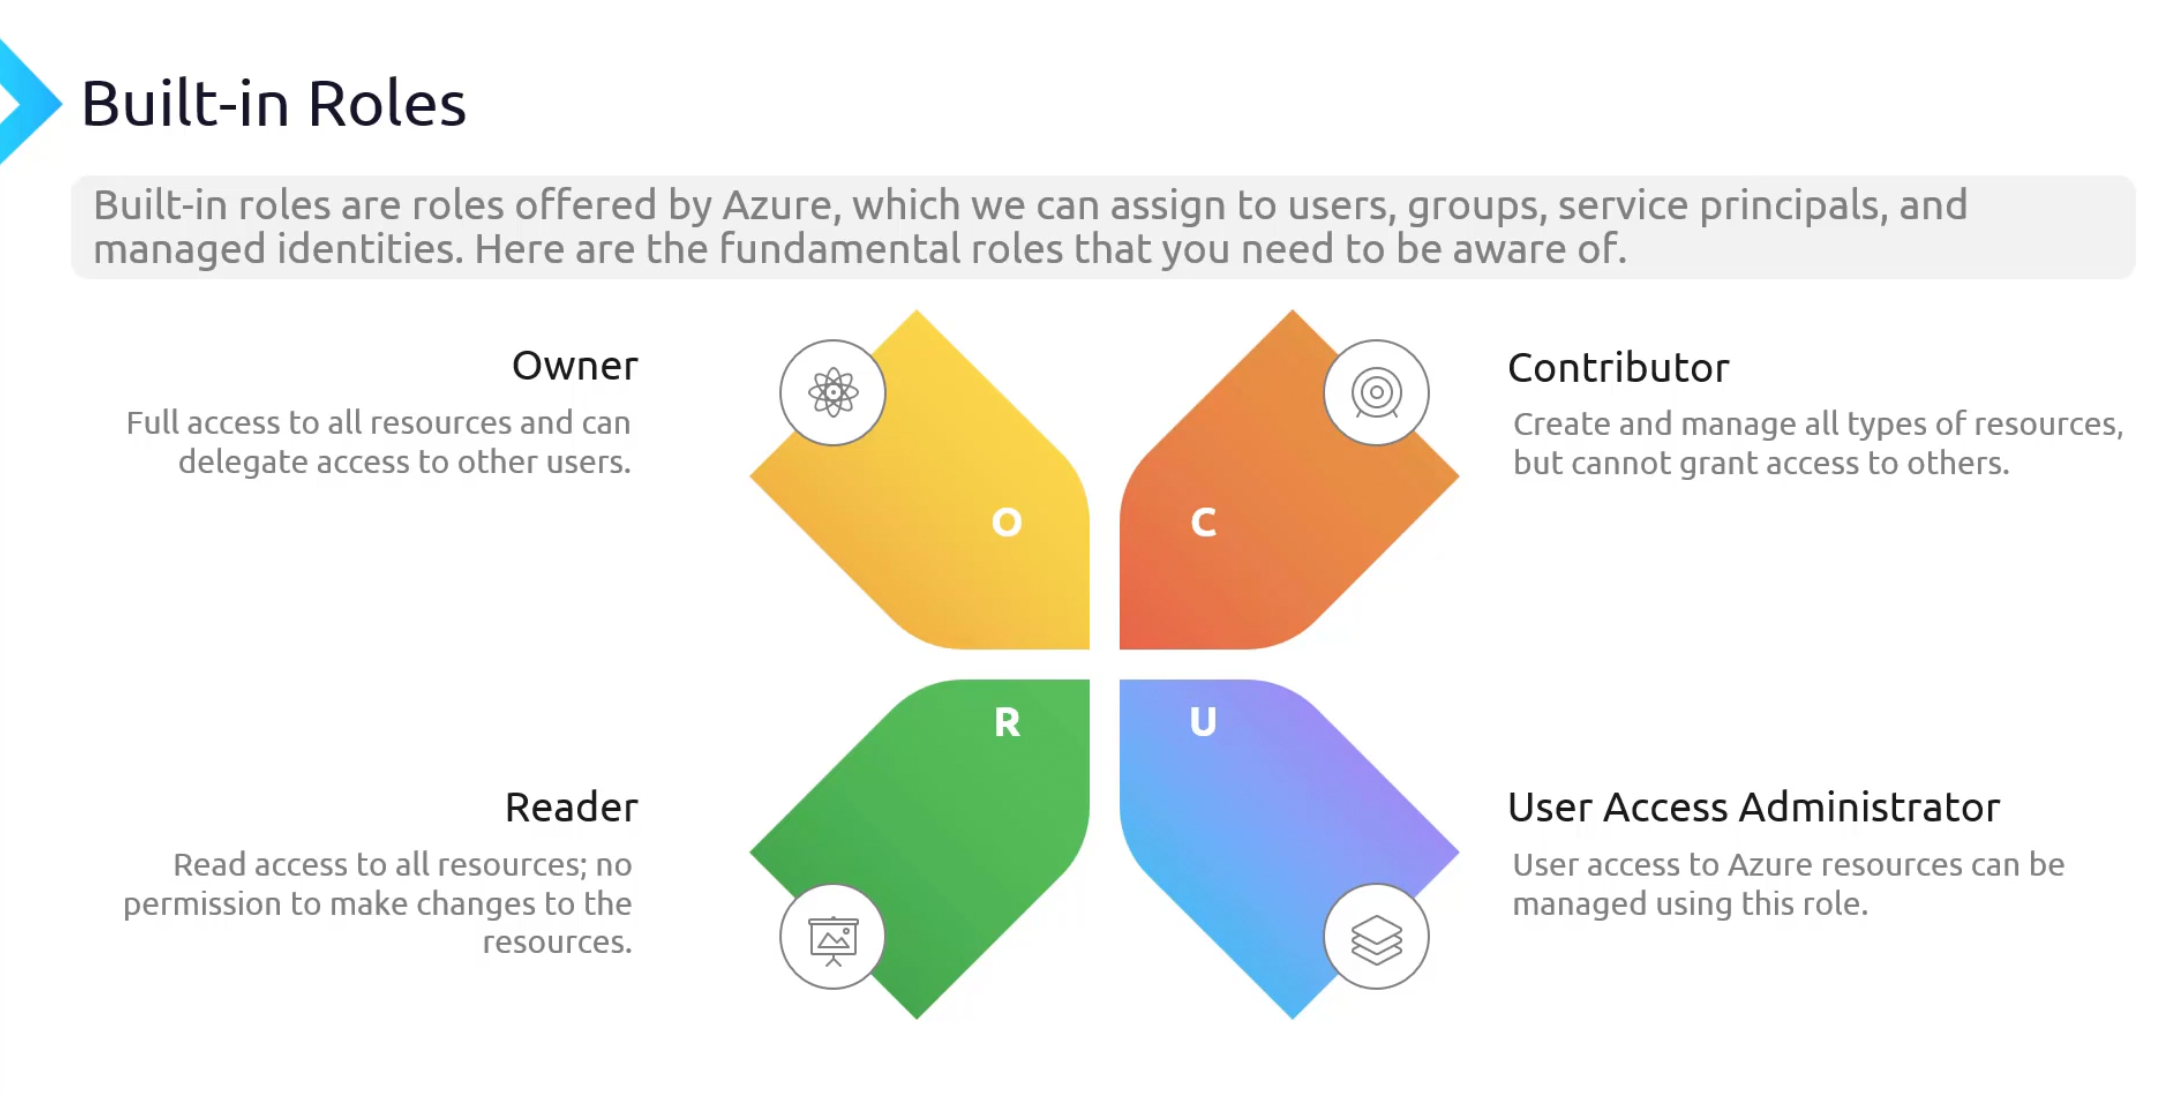 Built-in Roles
Built-in roles are roles offered by Azure, which we can assign to users, groups, service principals, and
managed identities. Here are the fundamental roles that you need to be aware of.
Owner
Full access to all resources and can
delegate access to other users.
O
C
Contributor
Create and manage all types of resources,
but cannot grant access to others.
Reader
Read access to all resources; no
permission to make changes to the
resources.
R
U
User Access Administrator
User access to Azure resources can be
managed using this role.